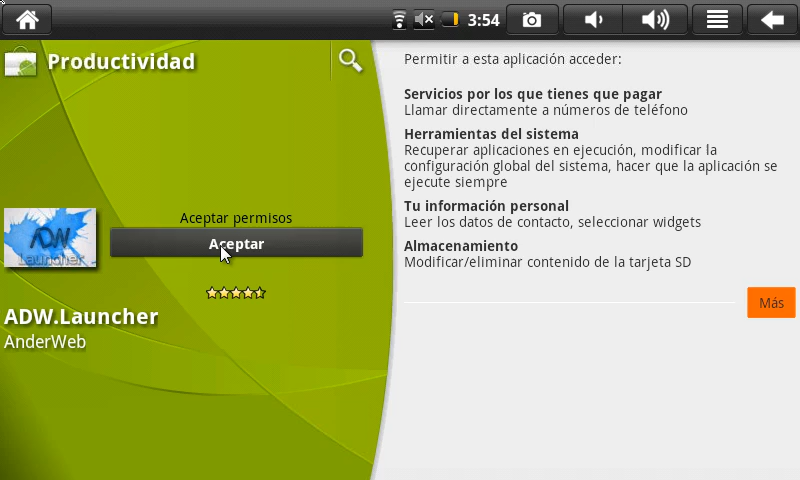 3:54
Productividad
Aceptar permisos
Aceptar
ADW
Launcher
ADW.Launcher
AnderWeb
Permitir a esta aplicación acceder:
Servicios por los que tienes que pagar
Llamar directamente a números de teléfono
Herramientas del sistema
Recuperar aplicaciones en ejecución, modificar la
configuración global del sistema, hacer que la aplicación se
ejecute siempre
Tu información personal
Leer los datos de contacto, seleccionar widgets
Almacenamiento
Modificar/eliminar contenido de la tarjeta SD
Más